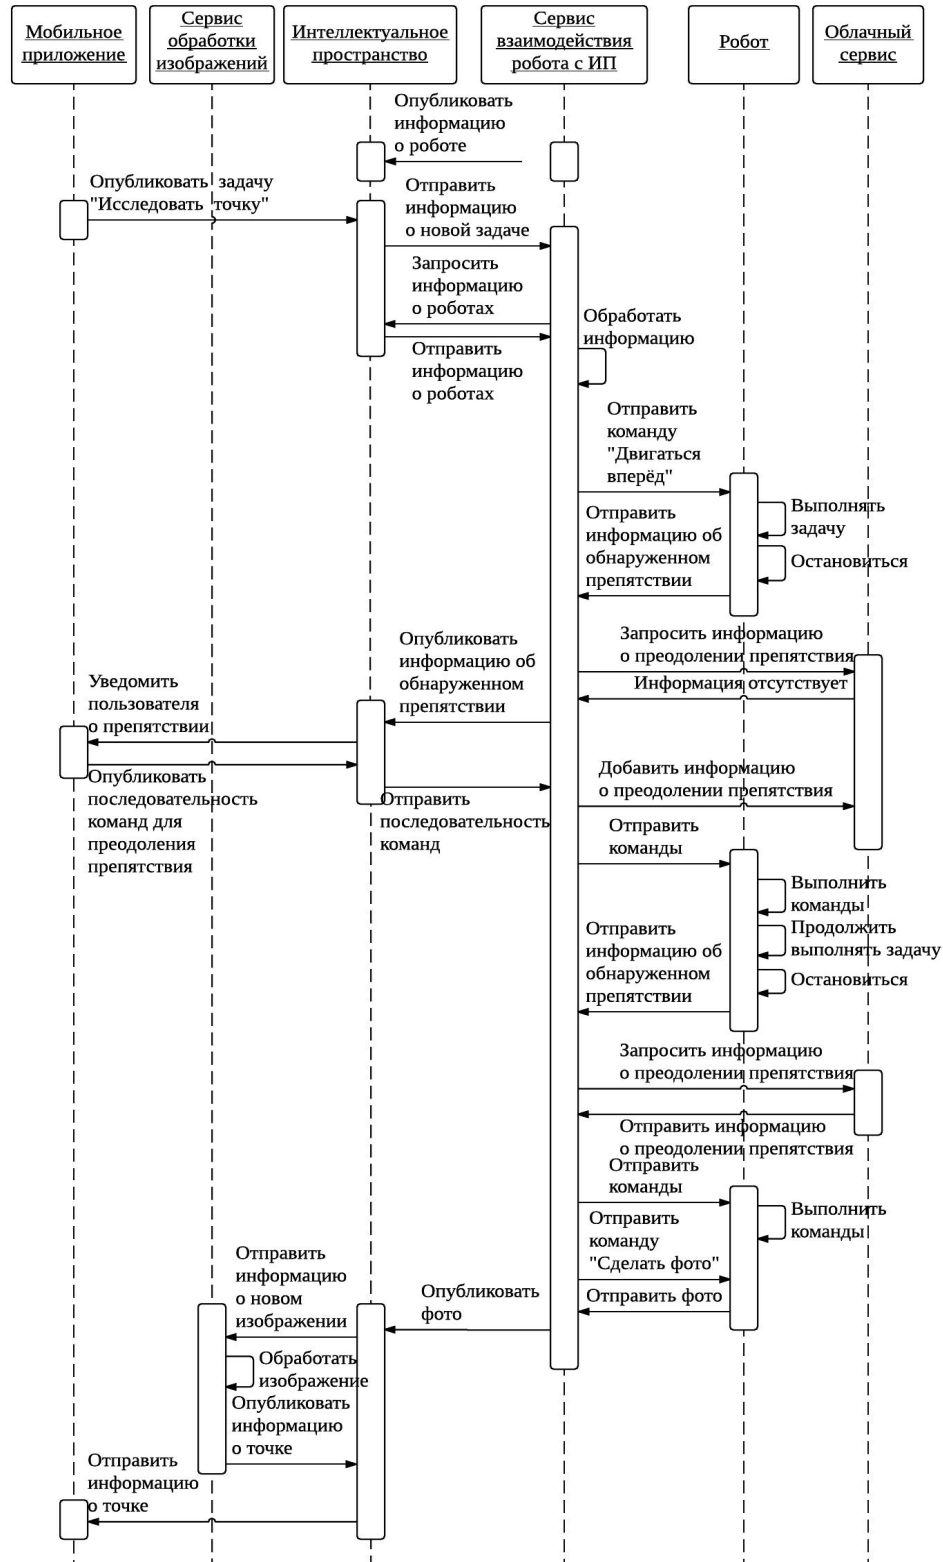 Мобильное
приложение
Сервис
обработки
изображений
Интеллектуальное
пространство
Сервис
взаимодействия
робота с ИП
Робот
Облачный
сервис
Опубликовать
информацию
о роботе
Опубликовать задачу
"Исследовать точку"
Отправить
информацию
о новой задаче
Запросить
информацию
о роботах
Отправить
информацию
о роботах
Обработать
информацию
Отправить
команду
"Двигаться
вперёд"
Выполнять
задачу
Остановиться
Отправить
информацию об
обнаруженном
препятствии
Запросить информацию
о преодолении препятствия
Информация отсутствует
Опубликовать
информацию об
обнаруженном
препятствии
Уведомить
пользователя
о препятствии
Опубликовать
последовательность
команд для
преодоления
препятствия
Отправить
последовательность
команд
Добавить информацию
о преодолении препятствия
Отправить
команды
Выполнить
команды
Продолжить
выполнять задачу
Остановиться
Отправить
информацию об
обнаруженном
препятствии
Запросить информацию
о преодолении препятствия
Отправить информацию
о преодолении препятствия
Отправить
команды
Выполнить
команды
Отправить
команду
"Сделать фото"
Отправить фото
Опубликовать
фото
Отправить
информацию
о новом
изображении
Обработать
изображение
Опубликовать
информацию
о точке
Отправить
информацию
о точке